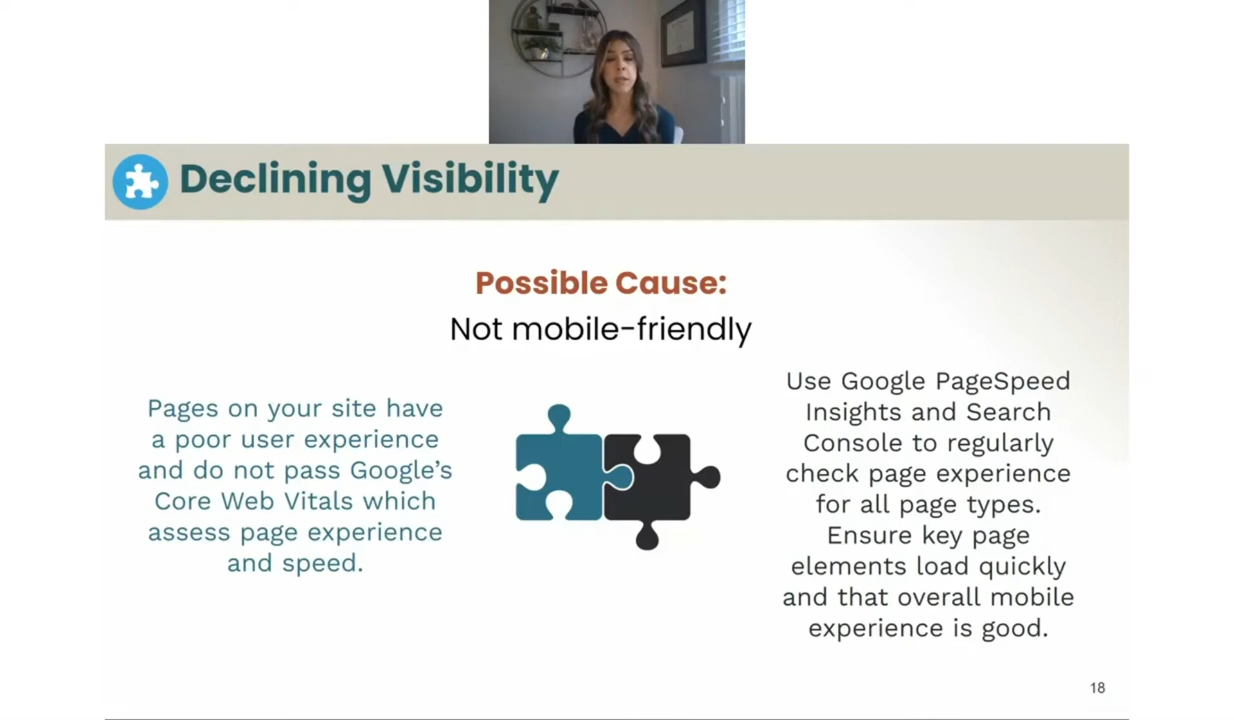 Declining Visibility
Possible Cause:
Not mobile-friendly
Pages on your site have
a poor user experience
and do not pass Google's
Core Web Vitals which
assess page experience
and speed.
Use Google PageSpeed
Insights and Search
Console to regularly
check page experience
for all page types.
Ensure key page
elements load quickly
and that overall mobile
experience is good.
18